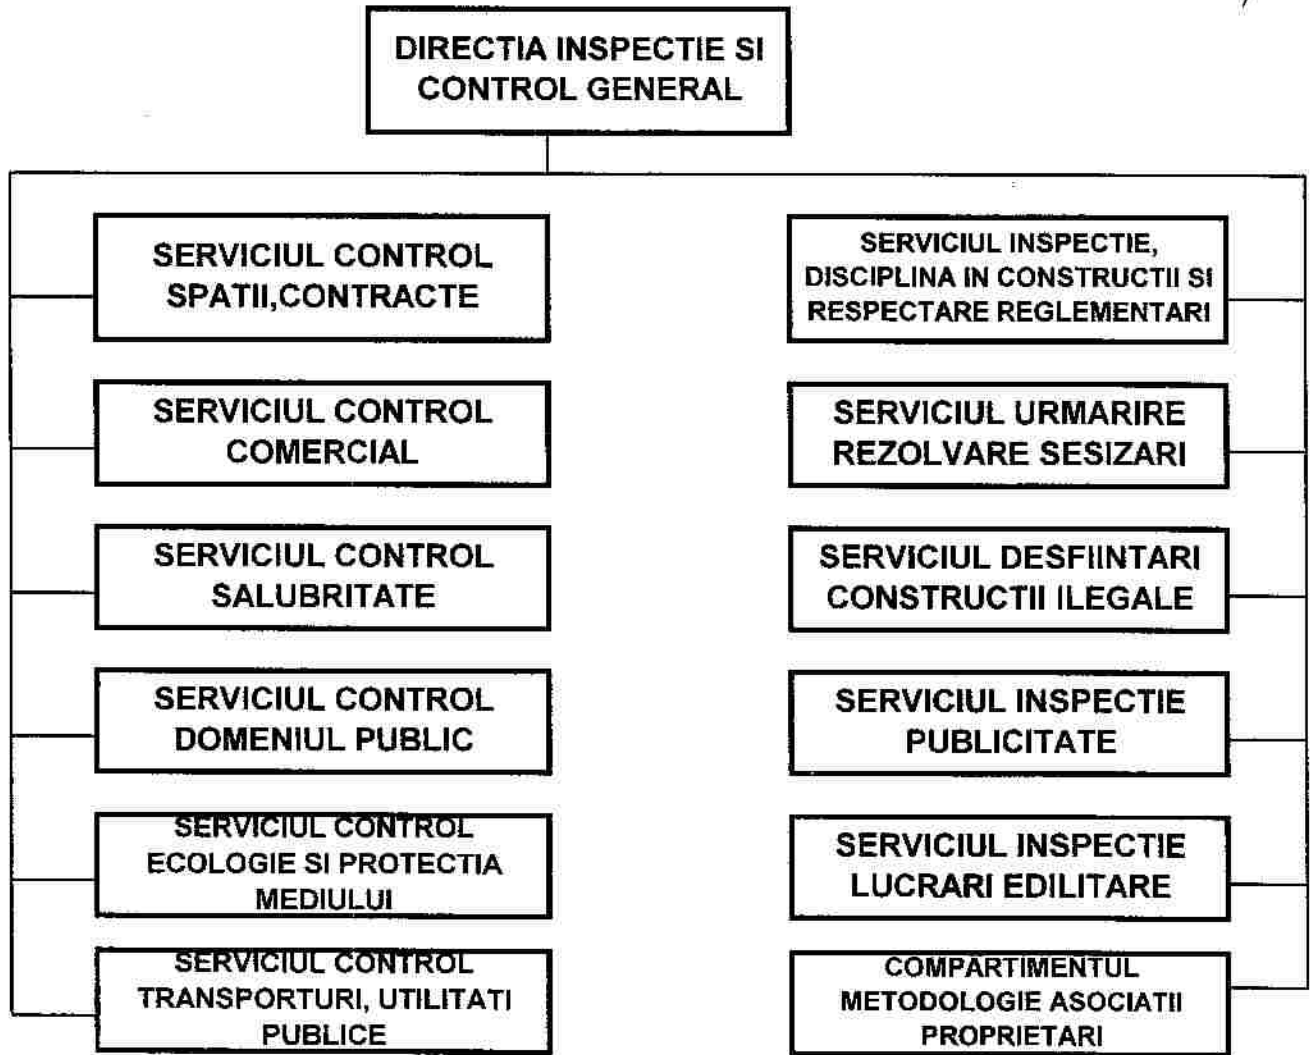 DIRECTIA INSPECTIE SI
CONTROL GENERAL
SERVICIUL CONTROL
SPATII,CONTRACTE
SERVICIUL CONTROL
COMERCIAL
SERVICIUL CONTROL
SALUBRITATE
SERVICIUL CONTROL
DOMENIUL PUBLIC
SERVICIUL CONTROL
ECOLOGIE SI PROTECTIA
MEDIULUI
SERVICIUL CONTROL
TRANSPORTURI, UTILITATI
PUBLICE
SERVICIUL INSPECTIE,
DISCIPLINA IN CONSTRUCTII SI
RESPECTARE REGLEMENTARI
SERVICIUL URMARIRE
REZOLVARE SESIZARI
SERVICIUL DESFIINTARI
CONSTRUCTII ILEGALE
SERVICIUL INSPECTIE
PUBLICITATE
SERVICIUL INSPECTIE
LUCRARI EDILITARE
COMPARTIMENTUL
METODOLOGIE ASOCIATII
PROPRIETARI